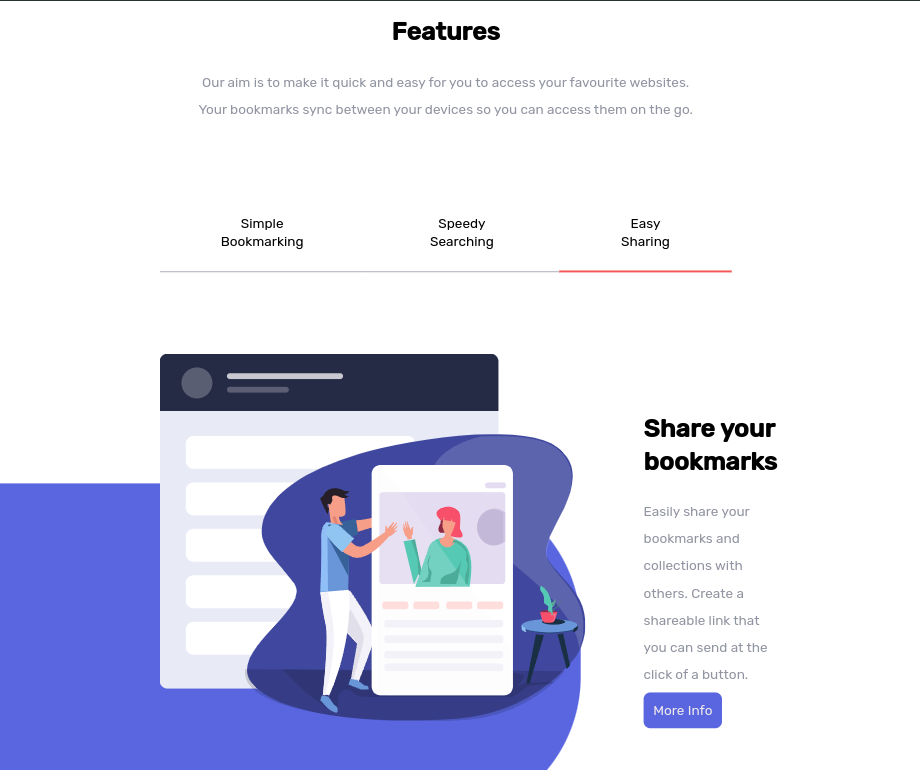 Features
Our aim is to make it quick and easy for you to access your favourite websites.
Your bookmarks sync between your devices so you can access them on the go.
Simple
Bookmarking
Speedy
Searching
Easy
Sharing
Share your
bookmarks
Easily share your
bookmarks and
collections with
others. Create a
shareable link that
you can send at the
click of a button.
More Info